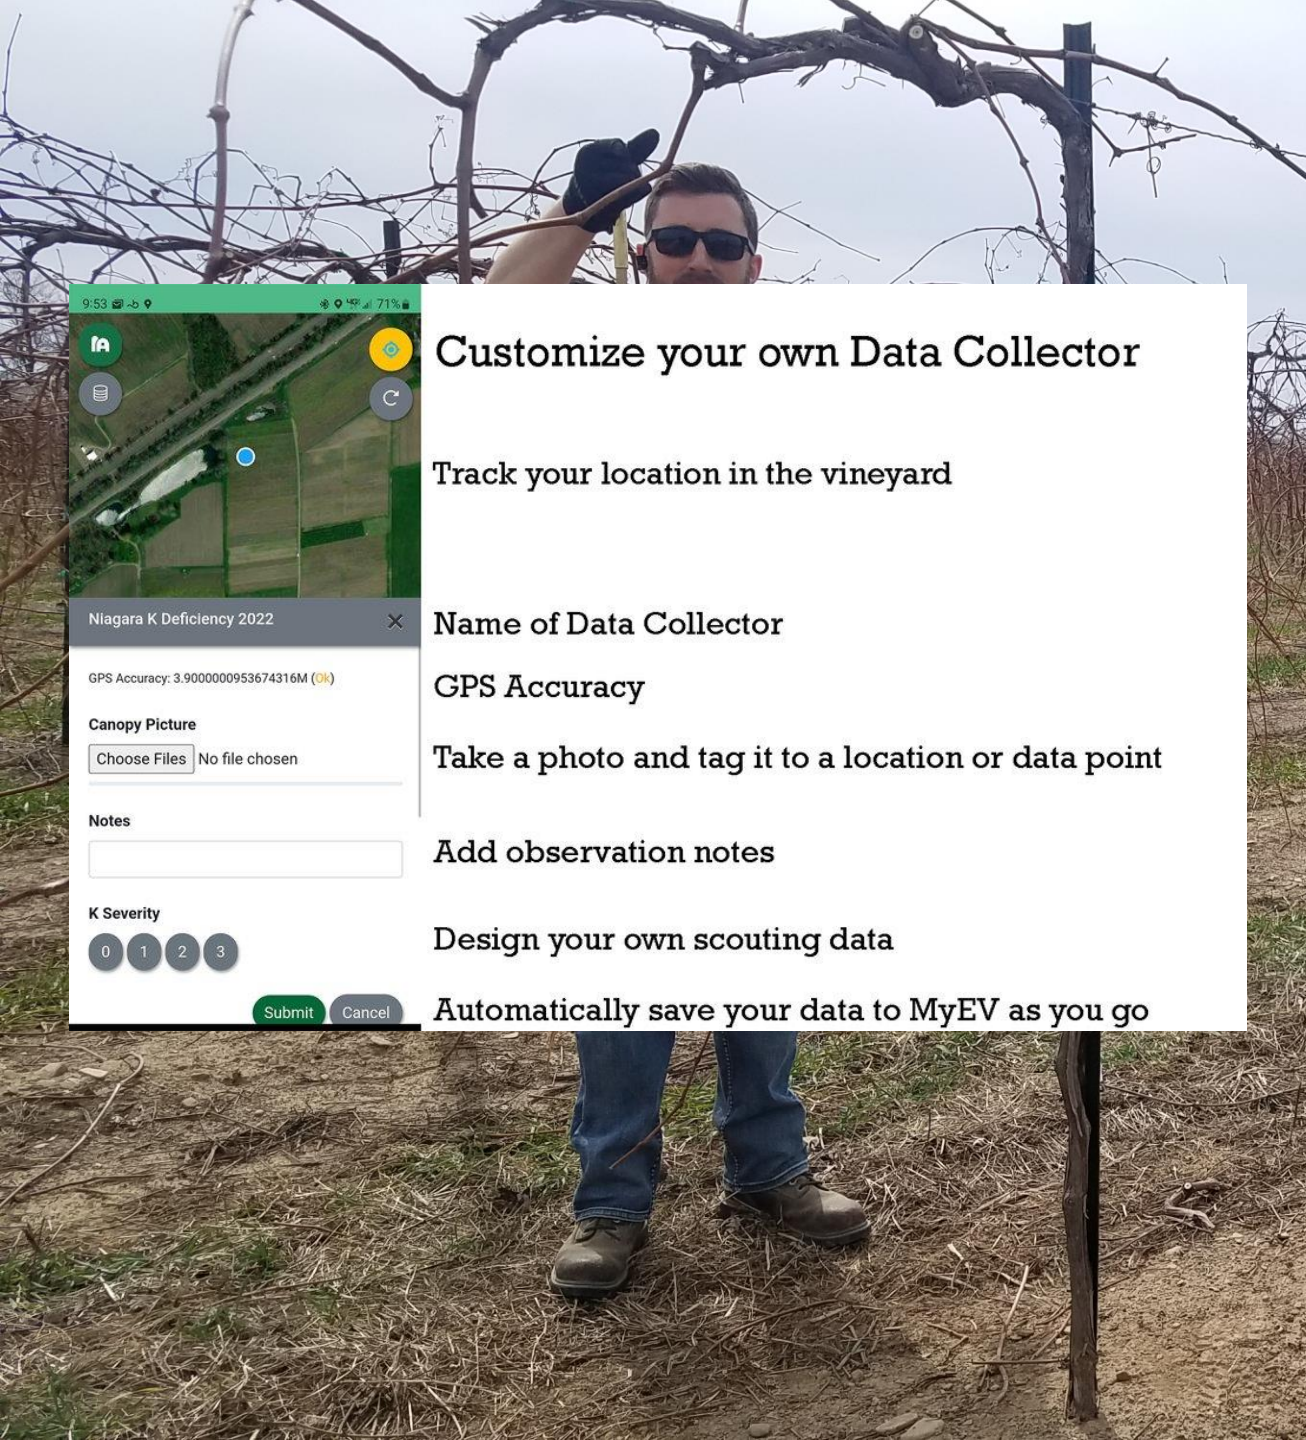 9:53
71%
Customize your own Data Collector
Track your location in the vineyard
Niagara K Deficiency 2022
Name of Data Collector
GPS Accuracy: 3.9000000953674316M (Ok)
GPS Accuracy
Canopy Picture
Choose Files No file chosen
Take a photo and tag it to a location or data point
Notes
Add observation notes
K Severity
0 1 2 3
Design your own scouting data
Submit Cancel
Automatically save your data to MyEV as you go